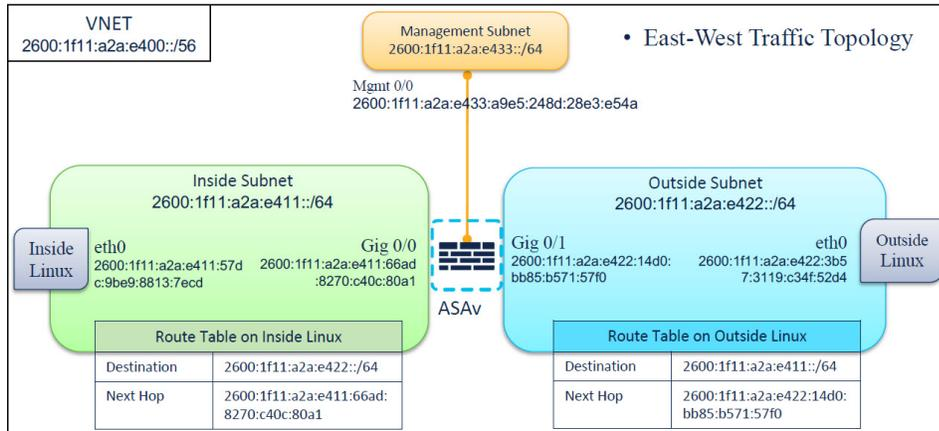 VNET
2600:1f11:a2a:e400::/56
Management Subnet
2600:1f11:a2a:e433::/64
• East-West Traffic Topology
Mgmt 0/0
2600:1f11:a2a:e433:a9e5:248d:28e3:e54a
Inside Subnet
2600:1f11:a2a:e411::/64
Outside Subnet
2600:1f11:a2a:e422::/64
Inside
Linux
eth0
2600:1f11:a2a:e411:57d
c:9be9:8813:7ecd
Gig 0/0
2600:1f11:a2a:e411:66ad
:8270:c40c:80a1
ASAv
Gig 0/1
2600:1f11:a2a:e422:14d0:
bb85:b571:57f0
eth0
2600:1f11:a2a:e422:3b5
7:3119:c34f:52d4
Outside
Linux
Route Table on Inside Linux
Destination 2600:1f11:a2a:e422::/64
Next Hop 2600:1f11:a2a:e411:66ad:
8270:c40c:80a1
Route Table on Outside Linux
Destination 2600:1f11:a2a:e411::/64
Next Hop 2600:1f11:a2a:e422:14d0:
bb85:b571:57f0